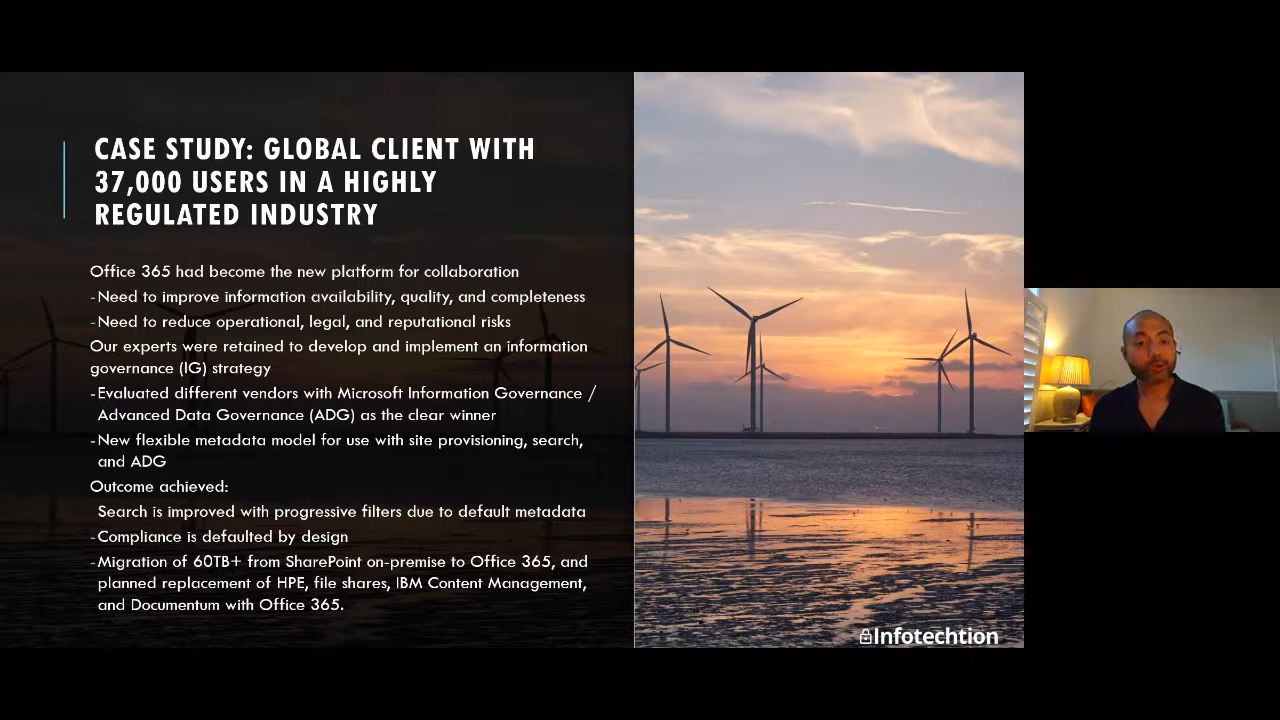 CASE STUDY: GLOBAL CLIENT WITH
37,000 USERS IN A HIGHLY
REGULATED INDUSTRY
Office 365 had become the new platform for collaboration
-Need to improve information availability, quality, and completeness
-Need to reduce operational, legal, and reputational risks
Our experts were retained to develop and implement an information
governance (IG) strategy
-Evaluated different vendors with Microsoft Information Governance /
Advanced Data Governance (ADG) as the clear winner
-New flexible metadata model for use with site provisioning, search,
and ADG
Outcome achieved:
Search is improved with progressive filters due to default metadata
-Compliance is defaulted by design
-Migration of 60TB+ from SharePoint on-premise to Office 365, and
planned replacement of HPE, file shares, IBM Content Management,
and Documentum with Office 365.
Infotechtion